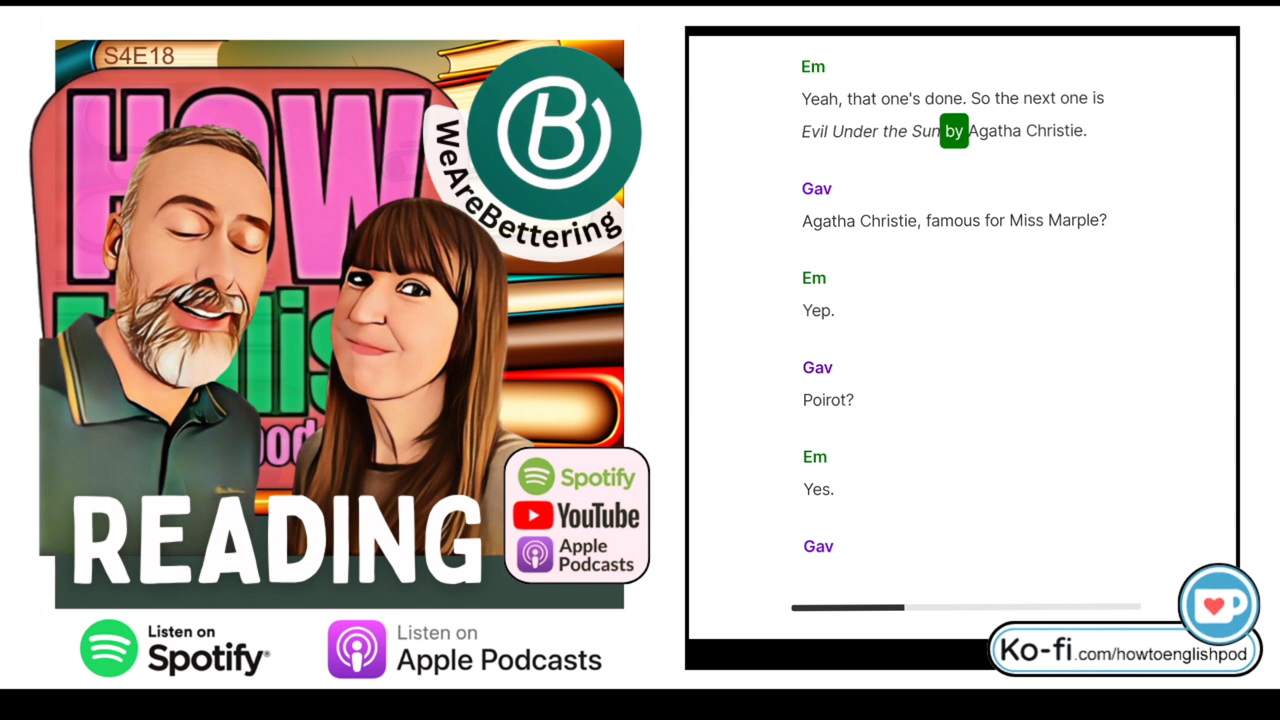 S4E18
HOW
WeAreBettering
B
READING
Spotify
YouTube
Apple
Podcasts
Listen on
Spotify
Listen on
Apple Podcasts
Em
Yeah, that one's done. So the next one is
Evil Under the Sun by Agatha Christie.
Gav
Agatha Christie, famous for Miss Marple?
Em
Yep.
Gav
Poirot?
Em
Yes.
Gav
Ko-fi.com/howtoenglishpod